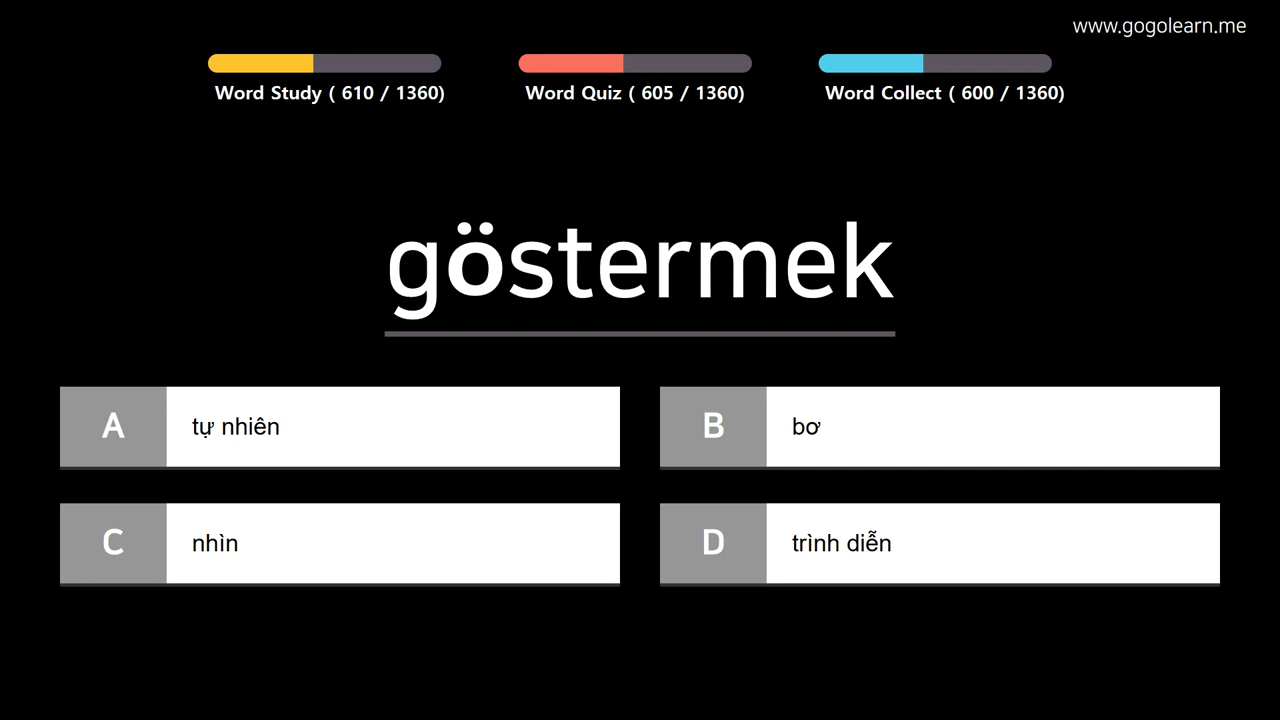 www.gogolearn.me
Word Study ( 610 / 1360)
Word Quiz ( 605 / 1360)
Word Collect ( 600 / 1360)
göstermek
A tự nhiên
B bơ
C nhìn
D trình diễn